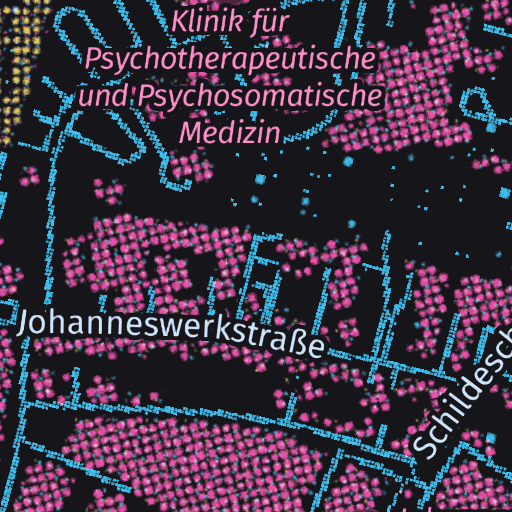 Klinik für
Psychotherapeutische
und Psychosomatische
Medizin
Johanneswerkstraße
Schildesch